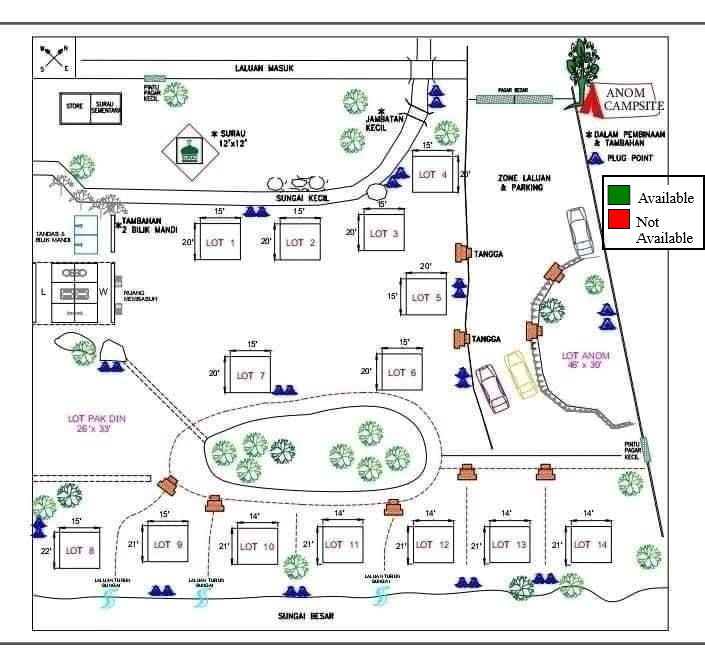 W N
S E
LALUAN MASUK
PINTU
PAGAR
KECIL
STORE
SURAU
SEMENTARA
* SURAU
12'x12'
SURAU
* JAMBATAN
KECIL
PAGAR BESAR
ANOM
CAMPSITE
* DALAM PEMBINAAN
& TAMBAHAN
PLUG POINT
Available
Not
Available
15'
LOT 4
20'
ZONE LALUAN
& PARKING
SUNGAI KECIL
TANDAS &
BILIK MANDI
* TAMBAHAN
2 BILIK MANDI
15'
20'
LOT 1
15'
20'
LOT 2
15'
20'
LOT 3
TANGGA
L
W
RUANG
MEMBASUH
20'
15'
LOT 5
TANGGA
15'
20'
LOT 7
15'
20'
LOT 6
LOT ANOM
46' x 30'
LOT PAK DIN
26' x 33'
PINTU
PAGAR
KECIL
15'
22'
LOT 8
15'
21'
LOT 9
14'
21'
LOT 10
14'
21'
LOT 11
14'
21'
LOT 12
14'
21'
LOT 13
14'
21'
LOT 14
LALUAN TURUN
SUNGAI
LALUAN TURUN
SUNGAI
LALUAN TURUN
SUNGAI
SUNGAI BESAR